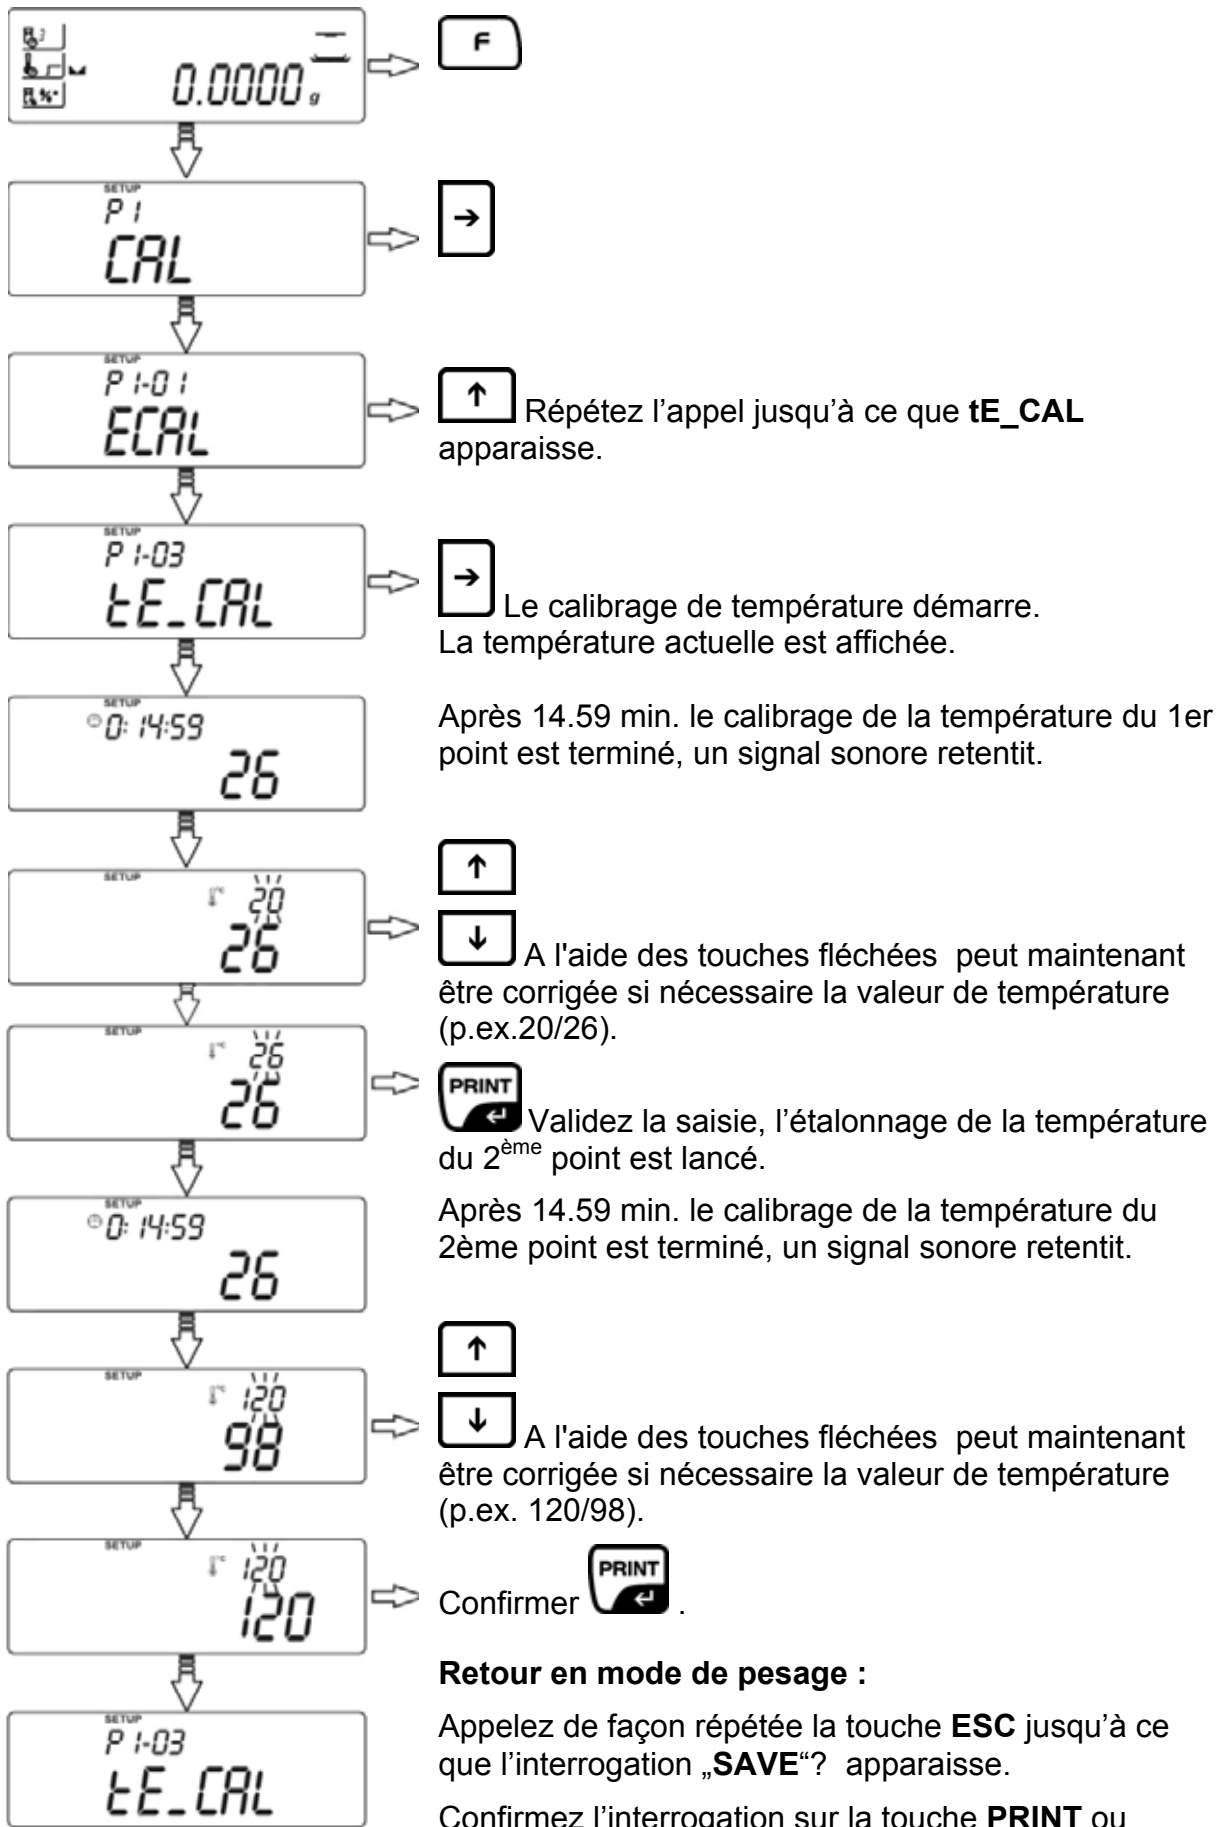 0.0000 g
F
SETUP
P1
CAL
→
SETUP
P1-01
ECAL
↑ Répétez l’appel jusqu’à ce que tE_CAL
apparaisse.
SETUP
P1-03
tE_CAL
→ Le calibrage de température démarre.
La température actuelle est affichée.
SETUP
0:14:59
26
Après 14.59 min. le calibrage de la température du 1er
point est terminé, un signal sonore retentit.
SETUP
°C 20
26
↑
↓ A l'aide des touches fléchées peut maintenant
être corrigée si nécessaire la valeur de température
(p.ex.20/26).
SETUP
°C 26
26
PRINT
Validez la saisie, l’étalonnage de la température
du 2ème point est lancé.
SETUP
0:14:59
26
Après 14.59 min. le calibrage de la température du
2ème point est terminé, un signal sonore retentit.
SETUP
°C 120
98
↑
↓ A l'aide des touches fléchées peut maintenant
être corrigée si nécessaire la valeur de température
(p.ex. 120/98).
SETUP
°C 120
120
Confirmer PRINT .
Retour en mode de pesage :
SETUP
P1-03
tE_CAL
Appelez de façon répétée la touche ESC jusqu’à ce
que l’interrogation „SAVE“? apparaisse.
Confirmez l’interrogation sur la touche PRINT ou